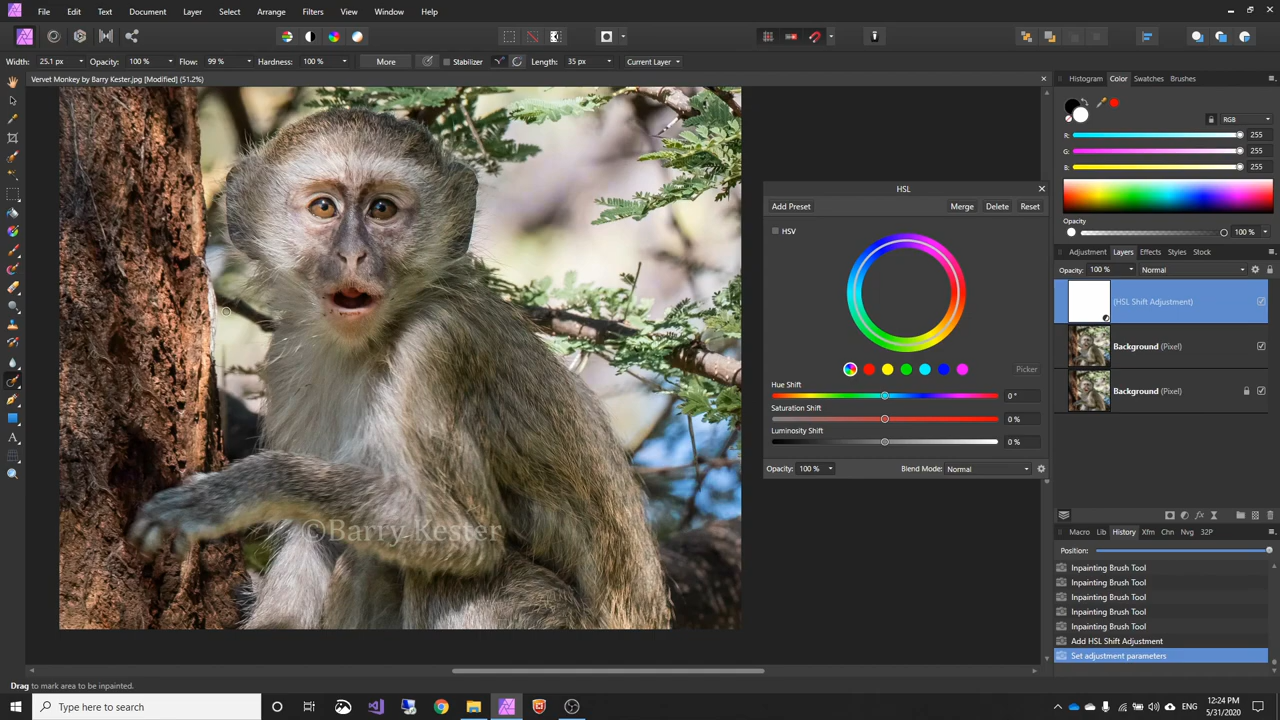 File Edit Text Document Layer Select Arrange Filters View Window Help
Width: 25.1 px Opacity: 100 % Flow: 99 % Hardness: 100 % More Stabilizer Length: 35 px Current Layer
Vervet Monkey by Barry Kester.jpg [Modified] (51.2%)
Histogram Color Swatches Brushes
RGB
R: 255
G: 255
B: 255
Opacity
100 %
Adjustment Layers Effects Styles Stock
Opacity: 100 % Normal
(HSL Shift Adjustment)
Background (Pixel)
Background (Pixel)
HSL
Add Preset Merge Delete Reset
HSV
Picker
Hue Shift
0 °
Saturation Shift
0 %
Luminosity Shift
0 %
Opacity: 100 % Blend Mode: Normal
©Barry Kester
Macro Lib History Xfm Chn Nvg 32P
Position:
Inpainting Brush Tool
Inpainting Brush Tool
Inpainting Brush Tool
Inpainting Brush Tool
Inpainting Brush Tool
Add HSL Shift Adjustment
Set adjustment parameters
Drag to mark area to be inpainted.
Type here to search
ENG
12:24 PM
5/31/2020